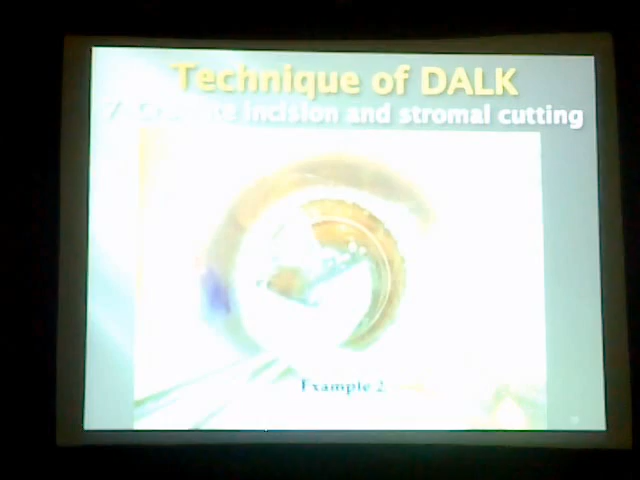 Technique of DALK
incision and stromal cutting
Example 2